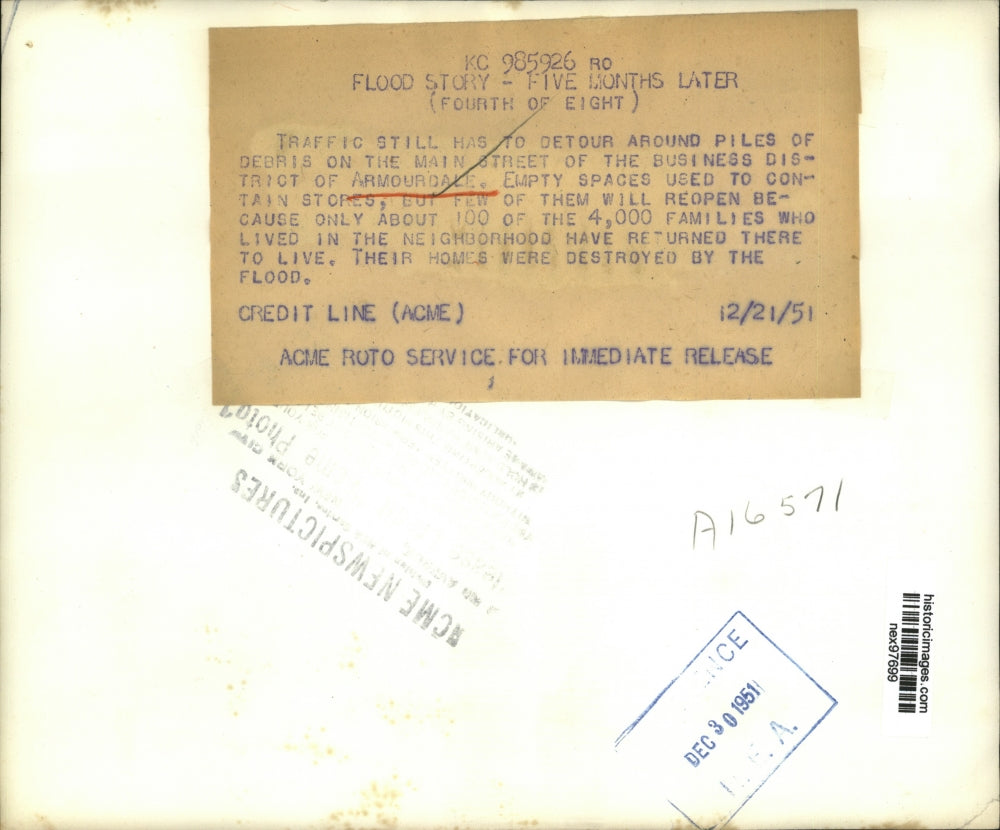 KC 985926 RO
FLOOD STORY - FIVE MONTHS LATER
(FOURTH OF EIGHT)
TRAFFIC STILL HAS TO DETOUR AROUND PILES OF
DEBRIS ON THE MAIN STREET OF THE BUSINESS DIS-
TRICT OF ARMOURDALE. EMPTY SPACES USED TO CON-
TAIN STORES, BUT FEW OF THEM WILL REOPEN BE-
CAUSE ONLY ABOUT 100 OF THE 4,000 FAMILIES WHO
LIVED IN THE NEIGHBORHOOD HAVE RETURNED THERE
TO LIVE. THEIR HOMES WERE DESTROYED BY THE
FLOOD.
CREDIT LINE (ACME) 12/21/51
ACME ROTO SERVICE FOR IMMEDIATE RELEASE
Photo
ACME NEWSPICTURES
A16571
historicimages.com
nex97699
ENCE
DEC 30 1951
E. A.